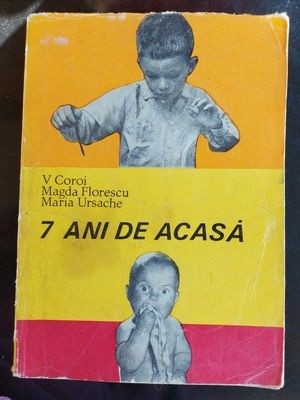 V Coroi
Magda Florescu
Maria Ursache
7 ANI DE ACASĂ